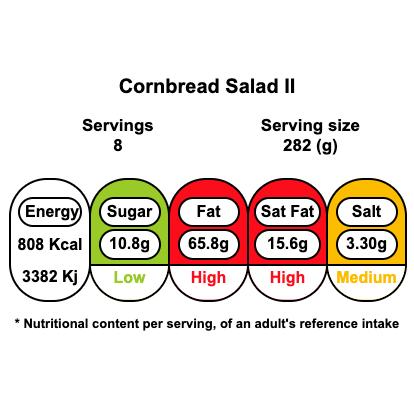 Cornbread Salad II
Servings
8
Serving size
282 (g)
Energy
808 Kcal
3382 Kj
Sugar
10.8g
Low
Fat
65.8g
High
Sat Fat
15.6g
High
Salt
3.30g
Medium
* Nutritional content per serving, of an adult's reference intake